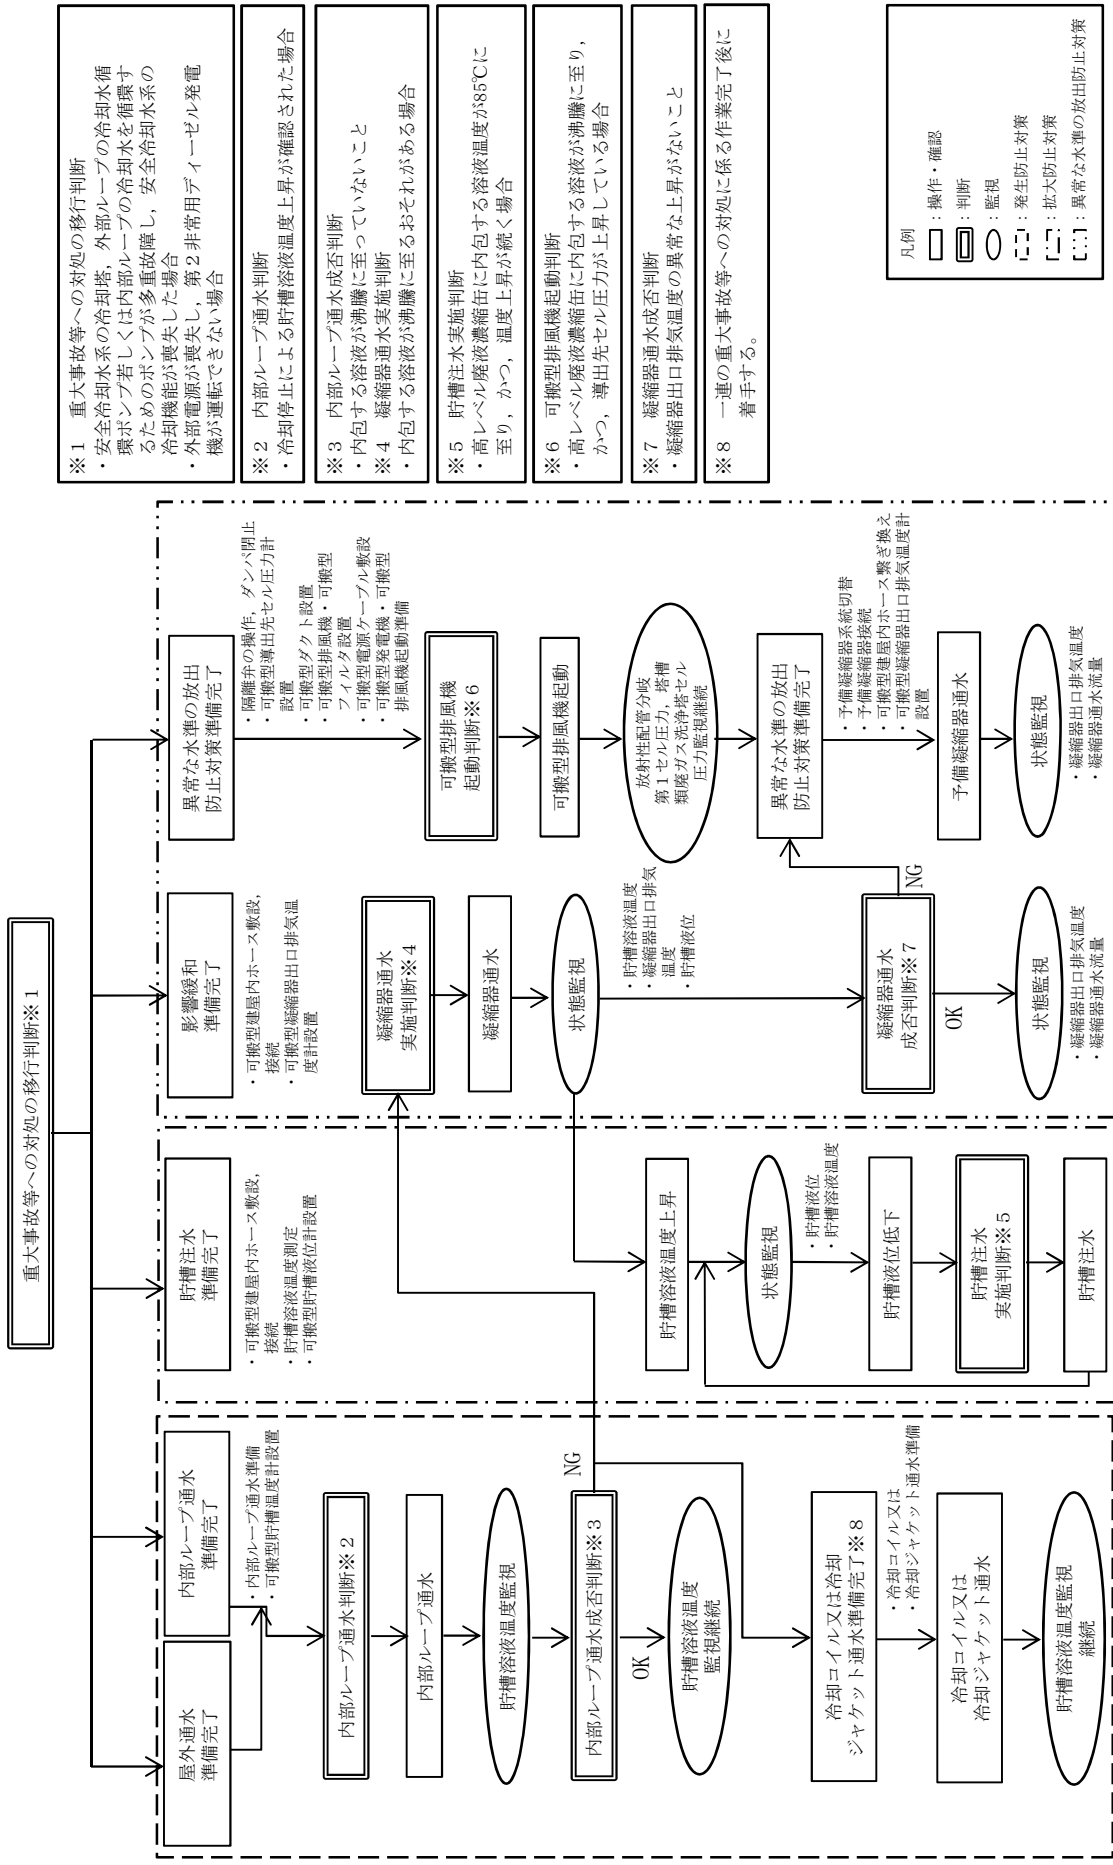 重大事故等への対処の移行判断※1
屋外通水
準備完了
内部ループ通水
準備完了
・内部ループ通水準備
・可搬型貯槽温度計設置
内部ループ通水判断※2
内部ループ通水
貯槽溶液温度監視
内部ループ通水成否判断※3
NG
OK
貯槽溶液温度
監視継続
冷却コイル又は冷却
ジャケット通水準備完了※8
・冷却コイル又は
・冷却ジャケット通水準備
冷却コイル又は
冷却ジャケット通水
貯槽溶液温度監視
継続
貯槽注水
準備完了
・可搬型建屋内ホース敷設,
接続
・貯槽溶液温度測定
・可搬型貯槽液位計設置
貯槽溶液温度上昇
状態監視
・貯槽液位
・貯槽溶液温度
貯槽液位低下
貯槽注水
実施判断※5
貯槽注水
影響緩和
準備完了
・可搬型建屋内ホース敷設,
接続
・可搬型凝縮器出口排気温
度計設置
凝縮器通水
実施判断※4
凝縮器通水
状態監視
・貯槽溶液温度
・凝縮器出口排気
温度
・貯槽液位
凝縮器通水
成否判断※7
NG
OK
状態監視
・凝縮器出口排気温度
・凝縮器通水流量
異常な水準の放出
防止対策準備完了
・隔離弁の操作,ダンパ閉止
・可搬型導出先セル圧力計
設置
・可搬型ダクト設置
・可搬型排風機・可搬型
フィルタ設置
・可搬型電源ケーブル敷設
・可搬型発電機・可搬型
排風機起動準備
可搬型排風機
起動判断※6
可搬型排風機起動
放射性配管分岐
第1セル圧力,塔槽
類廃ガス洗浄塔セル
圧力監視継続
異常な水準の放出
防止対策準備完了
・予備凝縮器系統切替
・予備凝縮器接続
・可搬型建屋内ホース繋ぎ換え
・可搬型凝縮器出口排気温度計
設置
予備凝縮器通水
状態監視
・凝縮器出口排気温度
・凝縮器通水流量
※1 重大事故等への対処の移行判断
・安全冷却水系の冷却塔,外部ループの冷却水循
環ポンプ若しくは内部ループの冷却水を循環す
るためのポンプが多重故障し,安全冷却水系の
冷却機能が喪失した場合
・外部電源が喪失し,第2非常用ディーゼル発電
機が運転できない場合
※2 内部ループ通水判断
・冷却停止による貯槽溶液温度上昇が確認された場合
※3 内部ループ通水成否判断
・内包する溶液が沸騰に至っていないこと
※4 凝縮器通水実施判断
・内包する溶液が沸騰に至るおそれがある場合
※5 貯槽注水実施判断
・高レベル廃液濃縮缶に内包する溶液温度が85℃に
至り,かつ,温度上昇が続く場合
※6 可搬型排風機起動判断
・高レベル廃液濃縮缶に内包する溶液が沸騰に至り,
かつ,導出先セル圧力が上昇している場合
※7 凝縮器通水成否判断
・凝縮器出口排気温度の異常な上昇がないこと
※8 一連の重大事故等への対処に係る作業完了後に
着手する。
凡例
:操作・確認
:判断
:監視
:発生防止対策
:拡大防止対策
:異常な水準の放出防止対策